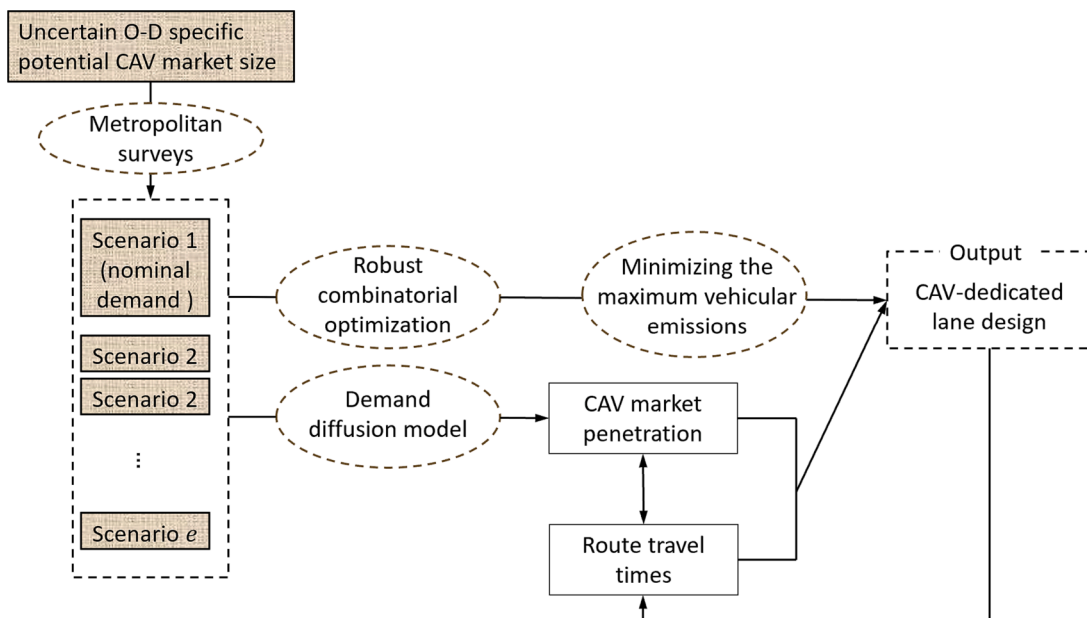 Uncertain O-D specific
potential CAV market size
Metropolitan
surveys
Scenario 1
(nominal
demand )
Scenario 2
Scenario 2
...
Scenario e
Robust
combinatorial
optimization
Minimizing the
maximum vehicular
emissions
Output
CAV-dedicated
lane design
Demand
diffusion model
CAV market
penetration
Route travel
times